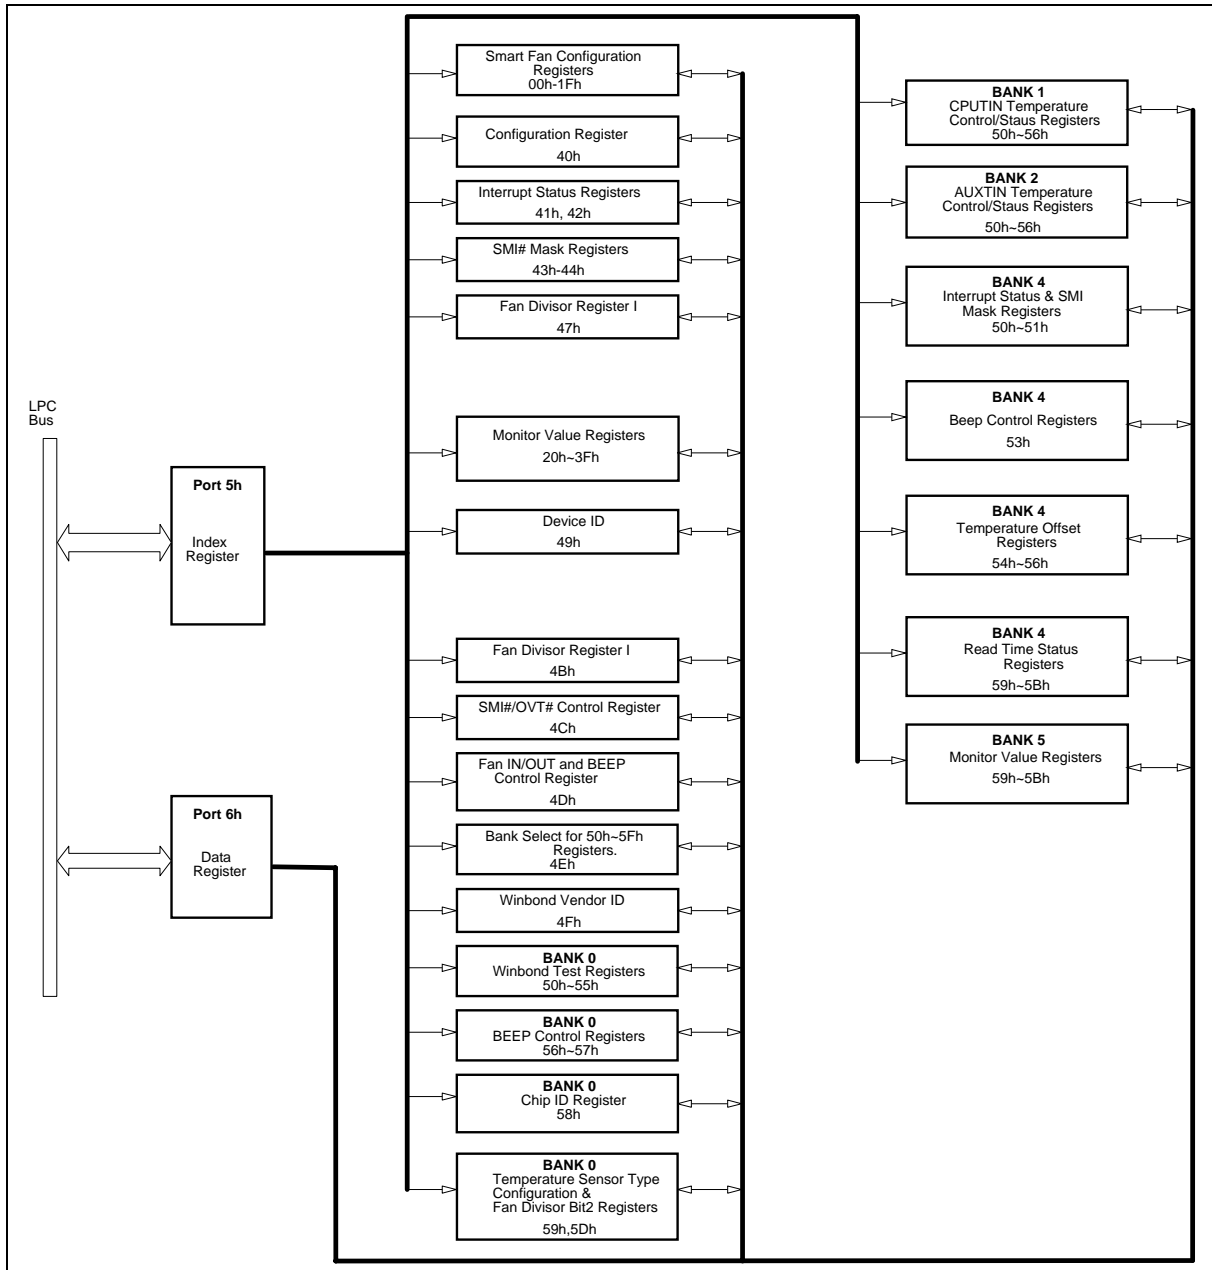 LPC
Bus
Port 5h
Index
Register
Port 6h
Data
Register
Smart Fan Configuration
Registers
00h-1Fh
Configuration Register
40h
Interrupt Status Registers
41h, 42h
SMI# Mask Registers
43h-44h
Fan Divisor Register I
47h
Monitor Value Registers
20h~3Fh
Device ID
49h
Fan Divisor Register I
4Bh
SMI#/OVT# Control Register
4Ch
Fan IN/OUT and BEEP
Control Register
4Dh
Bank Select for 50h~5Fh
Registers.
4Eh
Winbond Vendor ID
4Fh
BANK 0
Winbond Test Registers
50h~55h
BANK 0
BEEP Control Registers
56h~57h
BANK 0
Chip ID Register
58h
BANK 0
Temperature Sensor Type
Configuration &
Fan Divisor Bit2 Registers
59h,5Dh
BANK 1
CPUTIN Temperature
Control/Staus Registers
50h~56h
BANK 2
AUXTIN Temperature
Control/Staus Registers
50h~56h
BANK 4
Interrupt Status & SMI
Mask Registers
50h~51h
BANK 4
Beep Control Registers
53h
BANK 4
Temperature Offset
Registers
54h~56h
BANK 4
Read Time Status
Registers
59h~5Bh
BANK 5
Monitor Value Registers
59h~5Bh